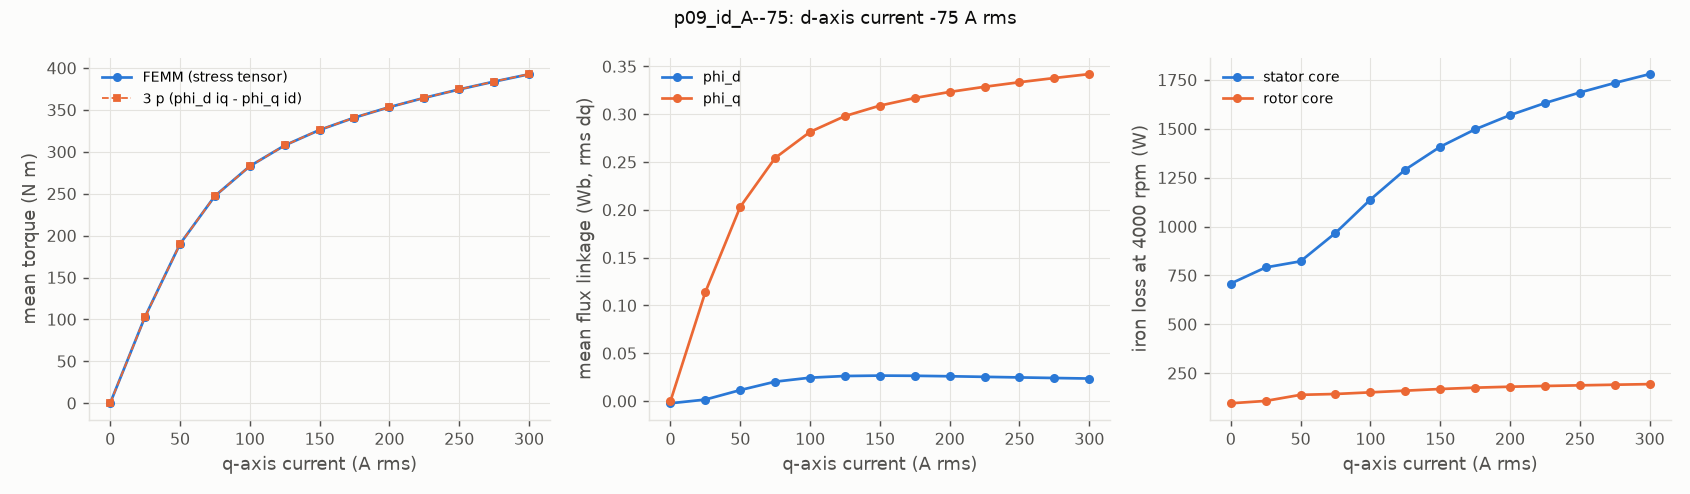 p09_id_A--75: d-axis current -75 A rms
mean torque (N m)
400
350
300
250
200
150
100
50
0
FEMM (stress tensor)
3 p (phi_d iq - phi_q id)
0 50 100 150 200 250 300
q-axis current (A rms)
mean flux linkage (Wb, rms dq)
0.35
0.30
0.25
0.20
0.15
0.10
0.05
0.00
phi_d
phi_q
0 50 100 150 200 250 300
q-axis current (A rms)
iron loss at 4000 rpm (W)
1750
1500
1250
1000
750
500
250
stator core
rotor core
0 50 100 150 200 250 300
q-axis current (A rms)